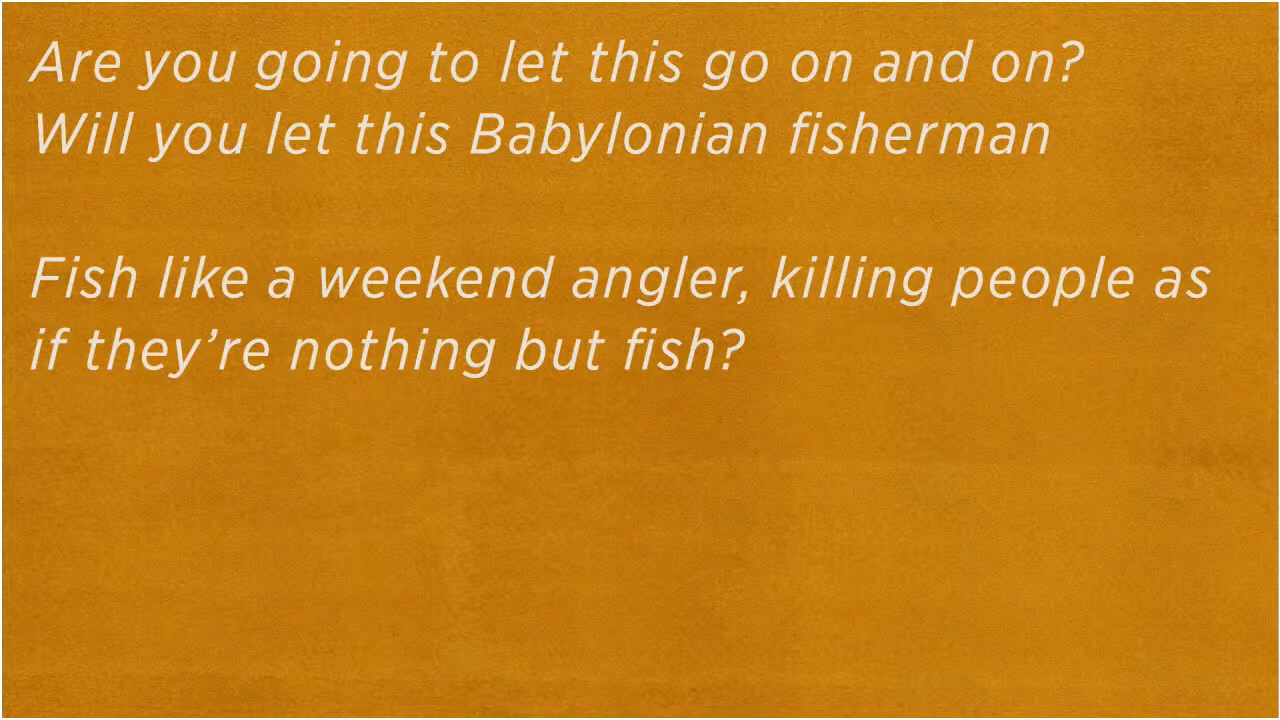 Are you going to let this go on and on?
Will you let this Babylonian fisherman
Fish like a weekend angler, killing people as
if they’re nothing but fish?